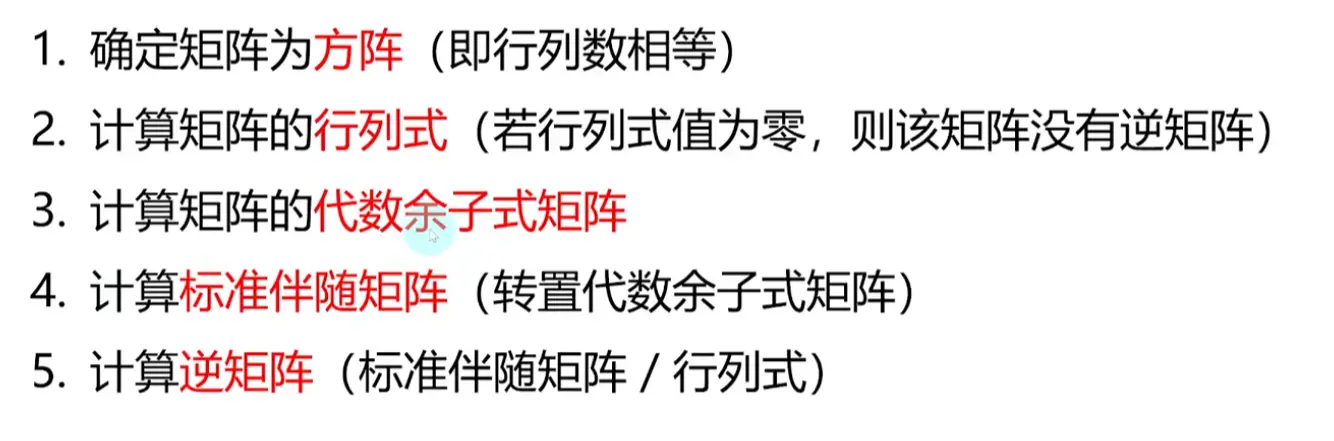 1. 确定矩阵为方阵（即行列数相等）
2. 计算矩阵的行列式（若行列式值为零，则该矩阵没有逆矩阵）
3. 计算矩阵的代数余子式矩阵
4. 计算标准伴随矩阵（转置代数余子式矩阵）
5. 计算逆矩阵（标准伴随矩阵 / 行列式）